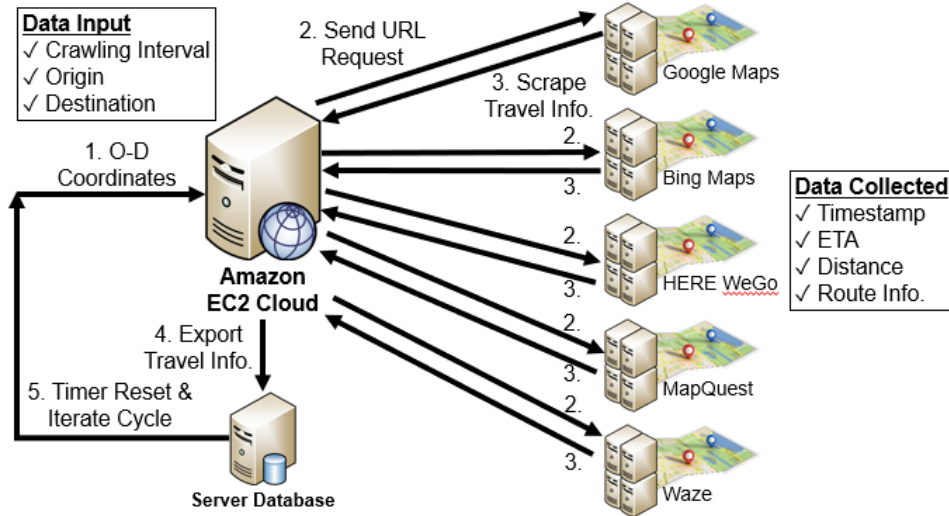 Data Input
✓ Crawling Interval
✓ Origin
✓ Destination
2. Send URL
Request
3. Scrape
Travel Info.
Google Maps
1. O-D
Coordinates
2.
3.
Bing Maps
Data Collected
✓ Timestamp
✓ ETA
✓ Distance
✓ Route Info.
2.
3.
HERE WeGo
Amazon
EC2 Cloud
2.
3.
MapQuest
4. Export
Travel Info.
5. Timer Reset &
Iterate Cycle
2.
3.
Waze
Server Database